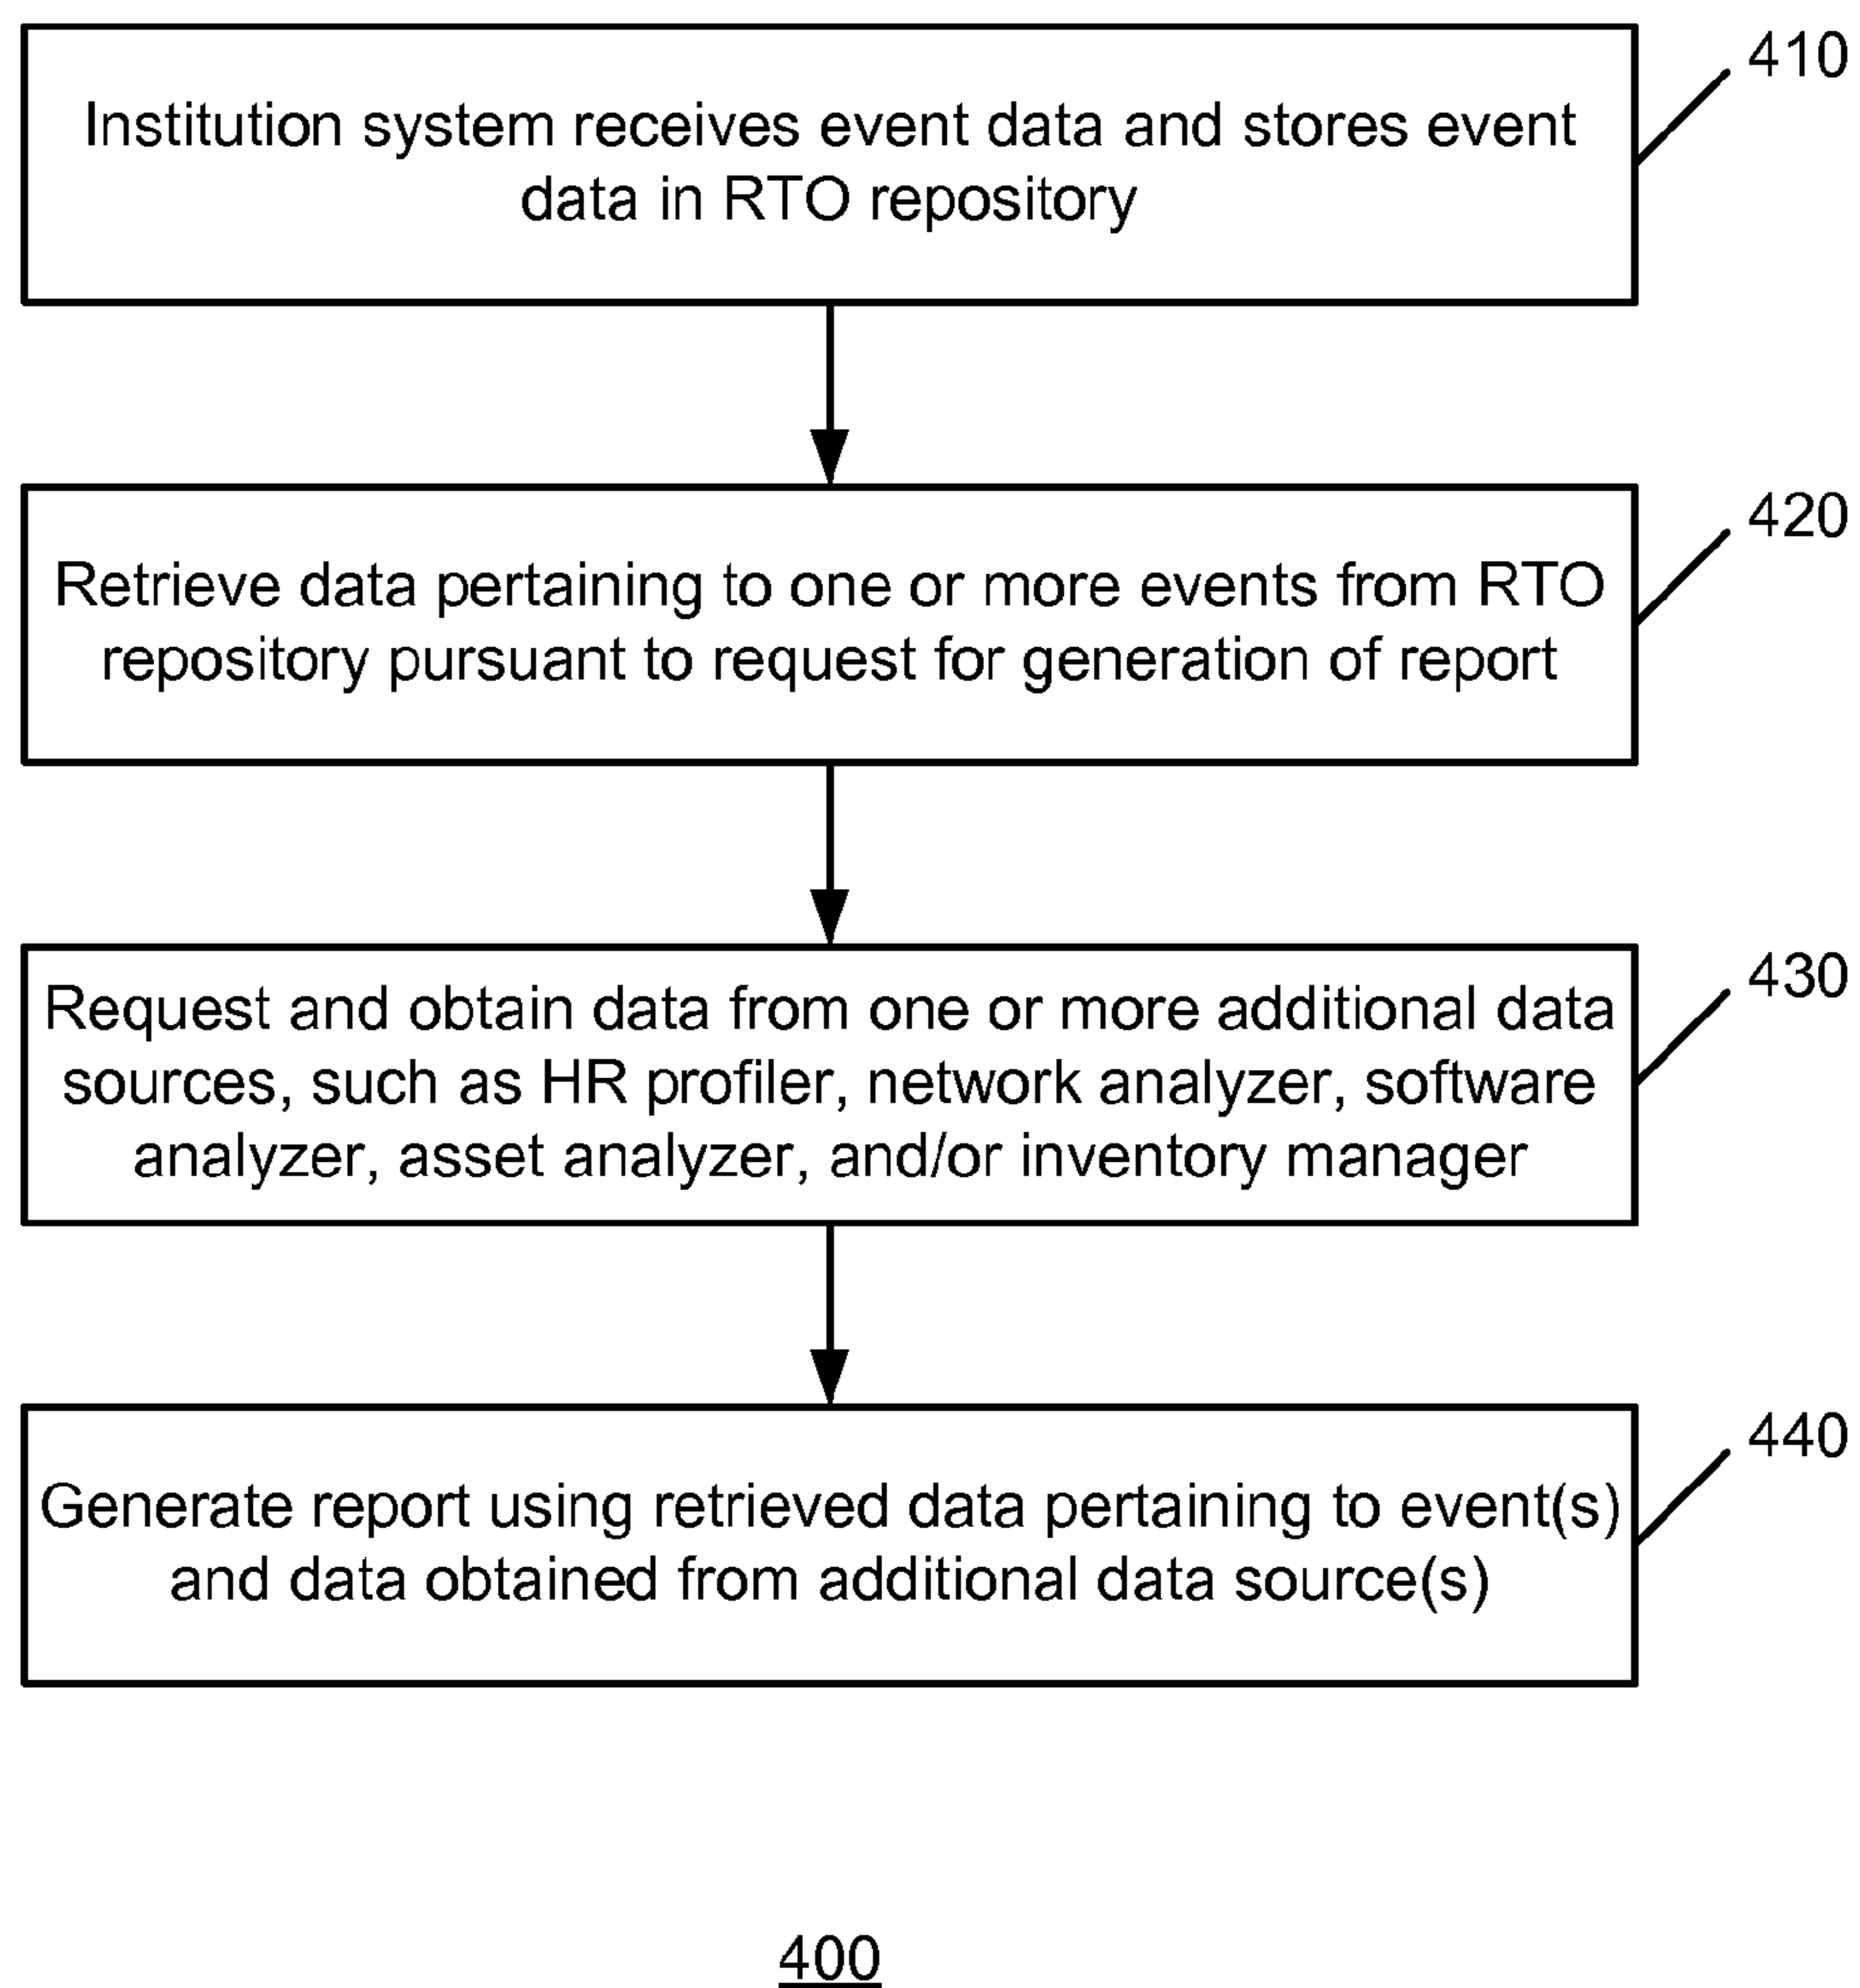 410
Institution system receives event data and stores event
data in RTO repository
420
Retrieve data pertaining to one or more events from RTO
repository pursuant to request for generation of report
430
Request and obtain data from one or more additional data
sources, such as HR profiler, network analyzer, software
analyzer, asset analyzer, and/or inventory manager
440
Generate report using retrieved data pertaining to event(s)
and data obtained from additional data source(s)
400